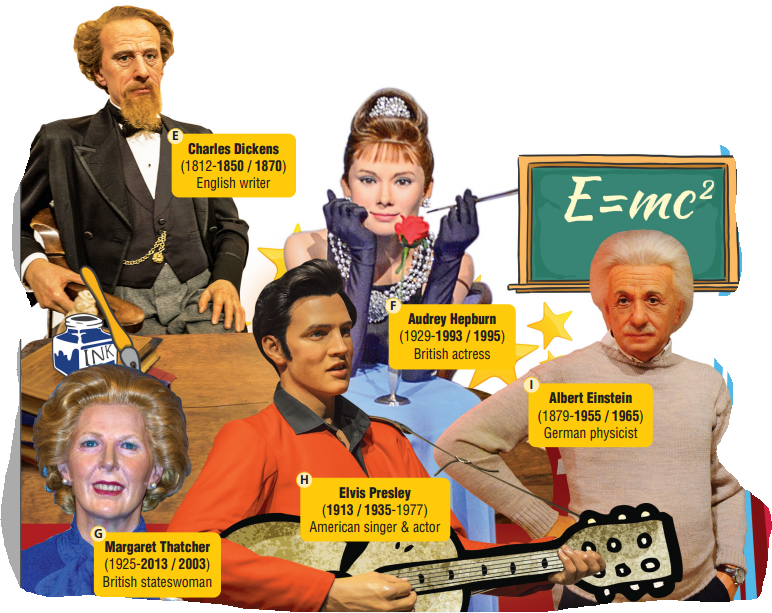 E
Charles Dickens
(1812-1850 / 1870)
English writer
E=mc²
INK
F
Audrey Hepburn
(1929-1993 / 1995)
British actress
I
Albert Einstein
(1879-1955 / 1965)
German physicist
H
Elvis Presley
(1913 / 1935-1977)
American singer & actor
G
Margaret Thatcher
(1925-2013 / 2003)
British stateswoman